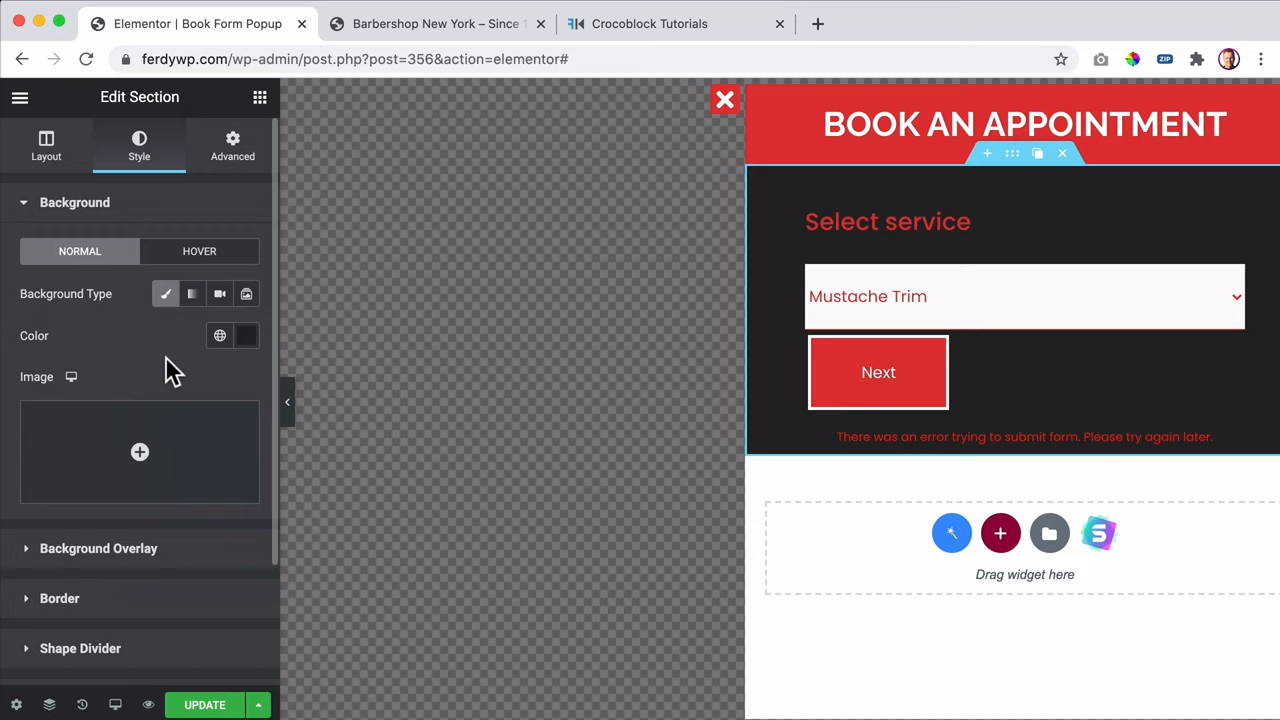 Elementor | Book Form Popup
Barbershop New York – Since 1
Crocoblock Tutorials
ferdywp.com/wp-admin/post.php?post=356&action=elementor#
ZIP
Edit Section
Layout
Style
Advanced
Background
NORMAL
HOVER
Background Type
Color
Image
Background Overlay
Border
Shape Divider
UPDATE
BOOK AN APPOINTMENT
Select service
Mustache Trim
Next
There was an error trying to submit form. Please try again later.
Drag widget here